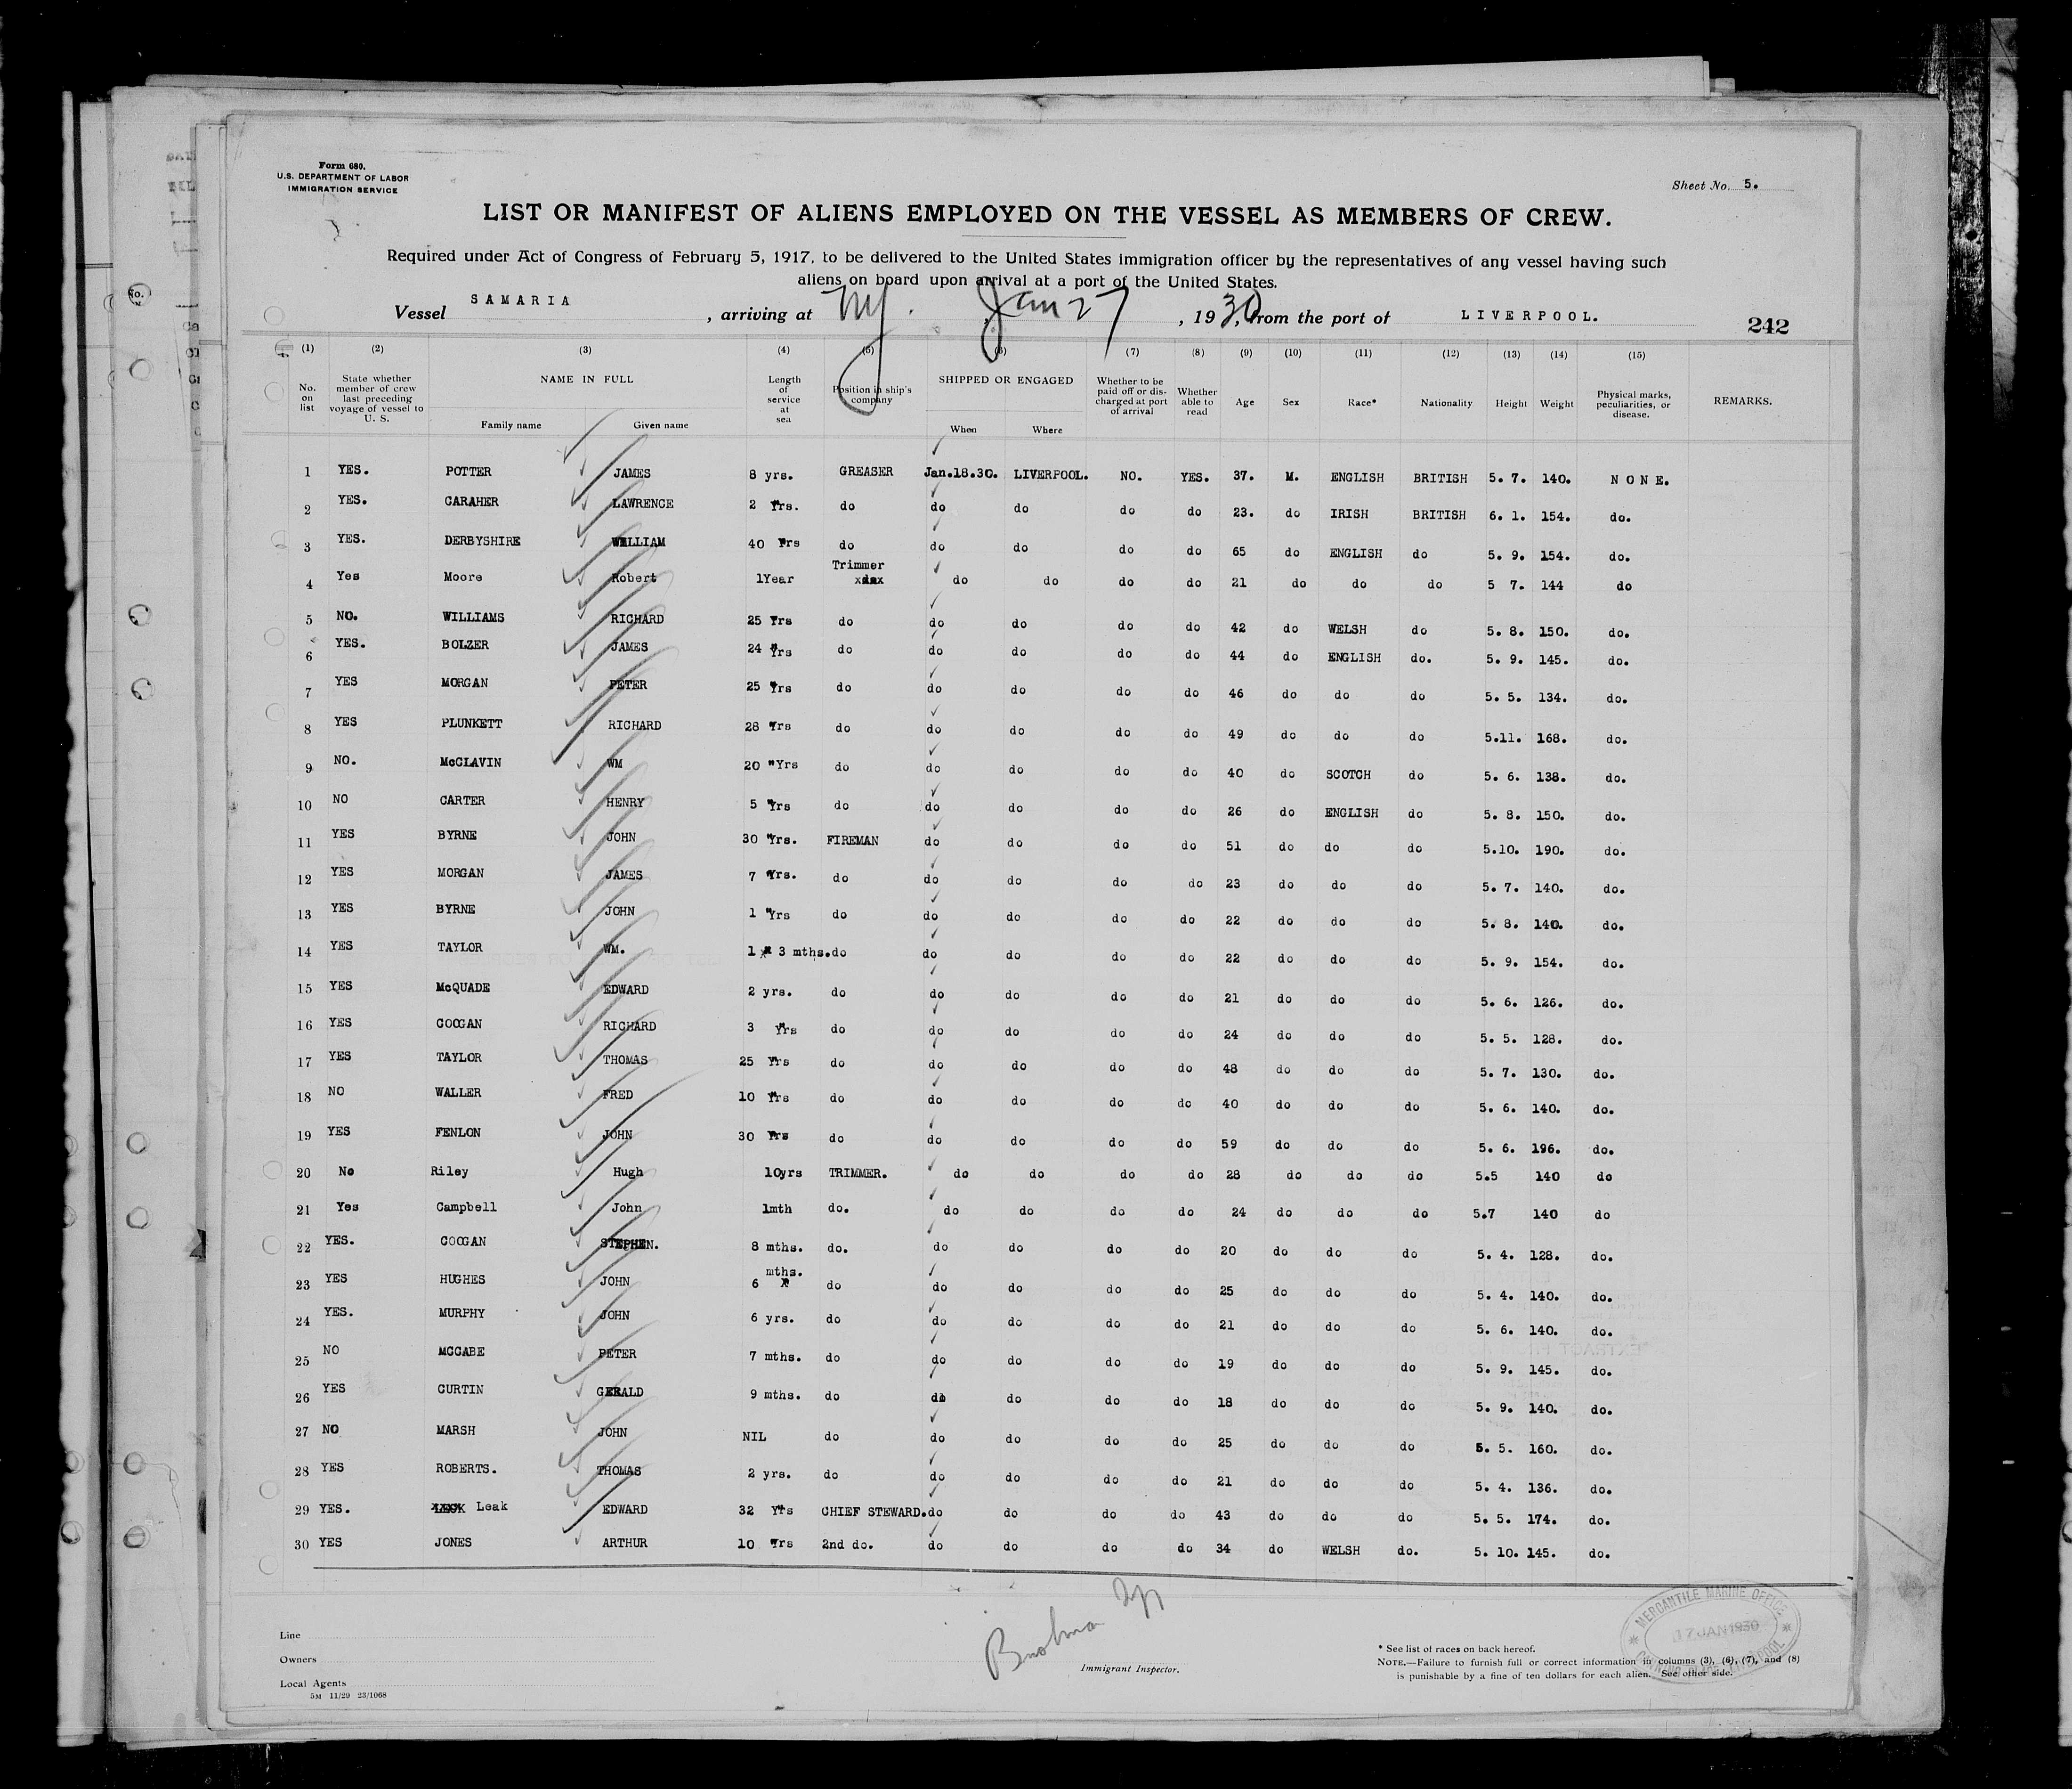 Form 680.
U.S. DEPARTMENT OF LABOR
IMMIGRATION SERVICE
Sheet No. 5.
LIST OR MANIFEST OF ALIENS EMPLOYED ON THE VESSEL AS MEMBERS OF CREW.
Required under Act of Congress of February 5, 1917, to be delivered to the United States immigration officer by the representatives of any vessel having such
aliens on board upon arrival at a port of the United States.
Vessel SAMARIA, arriving at NY. Jan 27, 1930, from the port of LIVERPOOL.
242
(1) (2) (3) (4) (5) (6) (7) (8) (9) (10) (11) (12) (13) (14) (15)
No. on list State whether member of crew last preceding voyage of vessel to U. S. NAME IN FULL Family name Given name Length of service at sea Position in ship's company SHIPPED OR ENGAGED When Where Whether to be paid off or discharged at port of arrival Whether able to read Age Sex Race* Nationality Height Weight Physical marks, peculiarities, or disease. REMARKS.
1 YES. POTTER JAMES 8 yrs. GREASER Jan.18.30. LIVERPOOL. NO. YES. 37. M. ENGLISH BRITISH 5. 7. 140. NONE.
2 YES. CARAHER LAWRENCE 2 Yrs. do do do do do 23. do IRISH BRITISH 6. 1. 154. do.
3 YES. DERBYSHIRE WILLIAM 40 Yrs do do do do do 65 do ENGLISH do 5. 9. 154. do.
4 Yes Moore Robert 1Year Trimmer do do do do 21 do do do 5 7. 144 do
5 NO. WILLIAMS RICHARD 25 Yrs do do do do do 42 do WELSH do 5. 8. 150. do.
6 YES. BOLZER JAMES 24 Yrs do do do do do 44 do ENGLISH do. 5. 9. 145. do.
7 YES MORGAN PETER 25 Yrs do do do do do 46 do do do 5. 5. 134. do.
8 YES PLUNKETT RICHARD 28 Yrs do do do do do 49 do do do 5.11. 168. do.
9 NO. McGLAVIN WM 20 "Yrs do do do do do 40 do SCOTCH do 5. 6. 138. do.
10 NO CARTER HENRY 5 Yrs do do do do do 26 do ENGLISH do 5. 8. 150. do.
11 YES BYRNE JOHN 30 Yrs. FIREMAN do do do do 51 do do do 5.10. 190. do.
12 YES MORGAN JAMES 7 Yrs. do do do do do 23 do do do 5. 7. 140. do.
13 YES BYRNE JOHN 1 Yrs do do do do do 22 do do do 5. 8. 140. do.
14 YES TAYLOR WM. 1 3 mths. do do do do do 22 do do do 5. 9. 154. do.
15 YES McQUADE EDWARD 2 yrs. do do do do do 21 do do do 5. 6. 126. do.
16 YES COOGAN RICHARD 3 Yrs do do do do do 24 do do do 5. 5. 128. do.
17 YES TAYLOR THOMAS 25 Yrs do do do do do 48 do do do 5. 7. 130. do.
18 NO WALLER FRED 10 Yrs do do do do do 40 do do do 5. 6. 140. do.
19 YES FENLON JOHN 30 Yrs do do do do do 59 do do do 5. 6. 196. do.
20 No Riley Hugh 10yrs TRIMMER. do do do do 28 do do do 5.5 140 do
21 Yes Campbell John 1mth do. do do do do 24 do do do 5.7 140 do
22 YES. COOGAN STEPHEN. 8 mths. do. do do do do 20 do do do 5. 4. 128. do.
23 YES HUGHES JOHN 6 mths. do do do do do 25 do do do 5. 4. 140. do.
24 YES. MURPHY JOHN 6 yrs. do do do do do 21 do do do 5. 6. 140. do.
25 NO MCCABE PETER 7 mths. do do do do do 19 do do do 5. 9. 145. do.
26 YES CURTIN GERALD 9 mths. do do do do do 18 do do do 5. 9. 140. do.
27 NO MARSH JOHN NIL do do do do do 25 do do do 5. 5. 160. do.
28 YES ROBERTS. THOMAS 2 yrs. do do do do do 21 do do do 5. 4. 136. do.
29 YES. Leak EDWARD 32 Yrs CHIEF STEWARD. do do do do 43 do do do 5. 5. 174. do.
30 YES JONES ARTHUR 10 Yrs 2nd do. do do do do 34 do WELSH do. 5. 10. 145. do.
Line
Owners
Local Agents
5M 11/29 23/1068
Immigrant Inspector.
* See list of races on back hereof.
NOTE.—Failure to furnish full or correct information in columns (3), (6), (7), and (8)
is punishable by a fine of ten dollars for each alien. See other side.
MERCANTILE MARINE OFFICE
17 JAN 1930